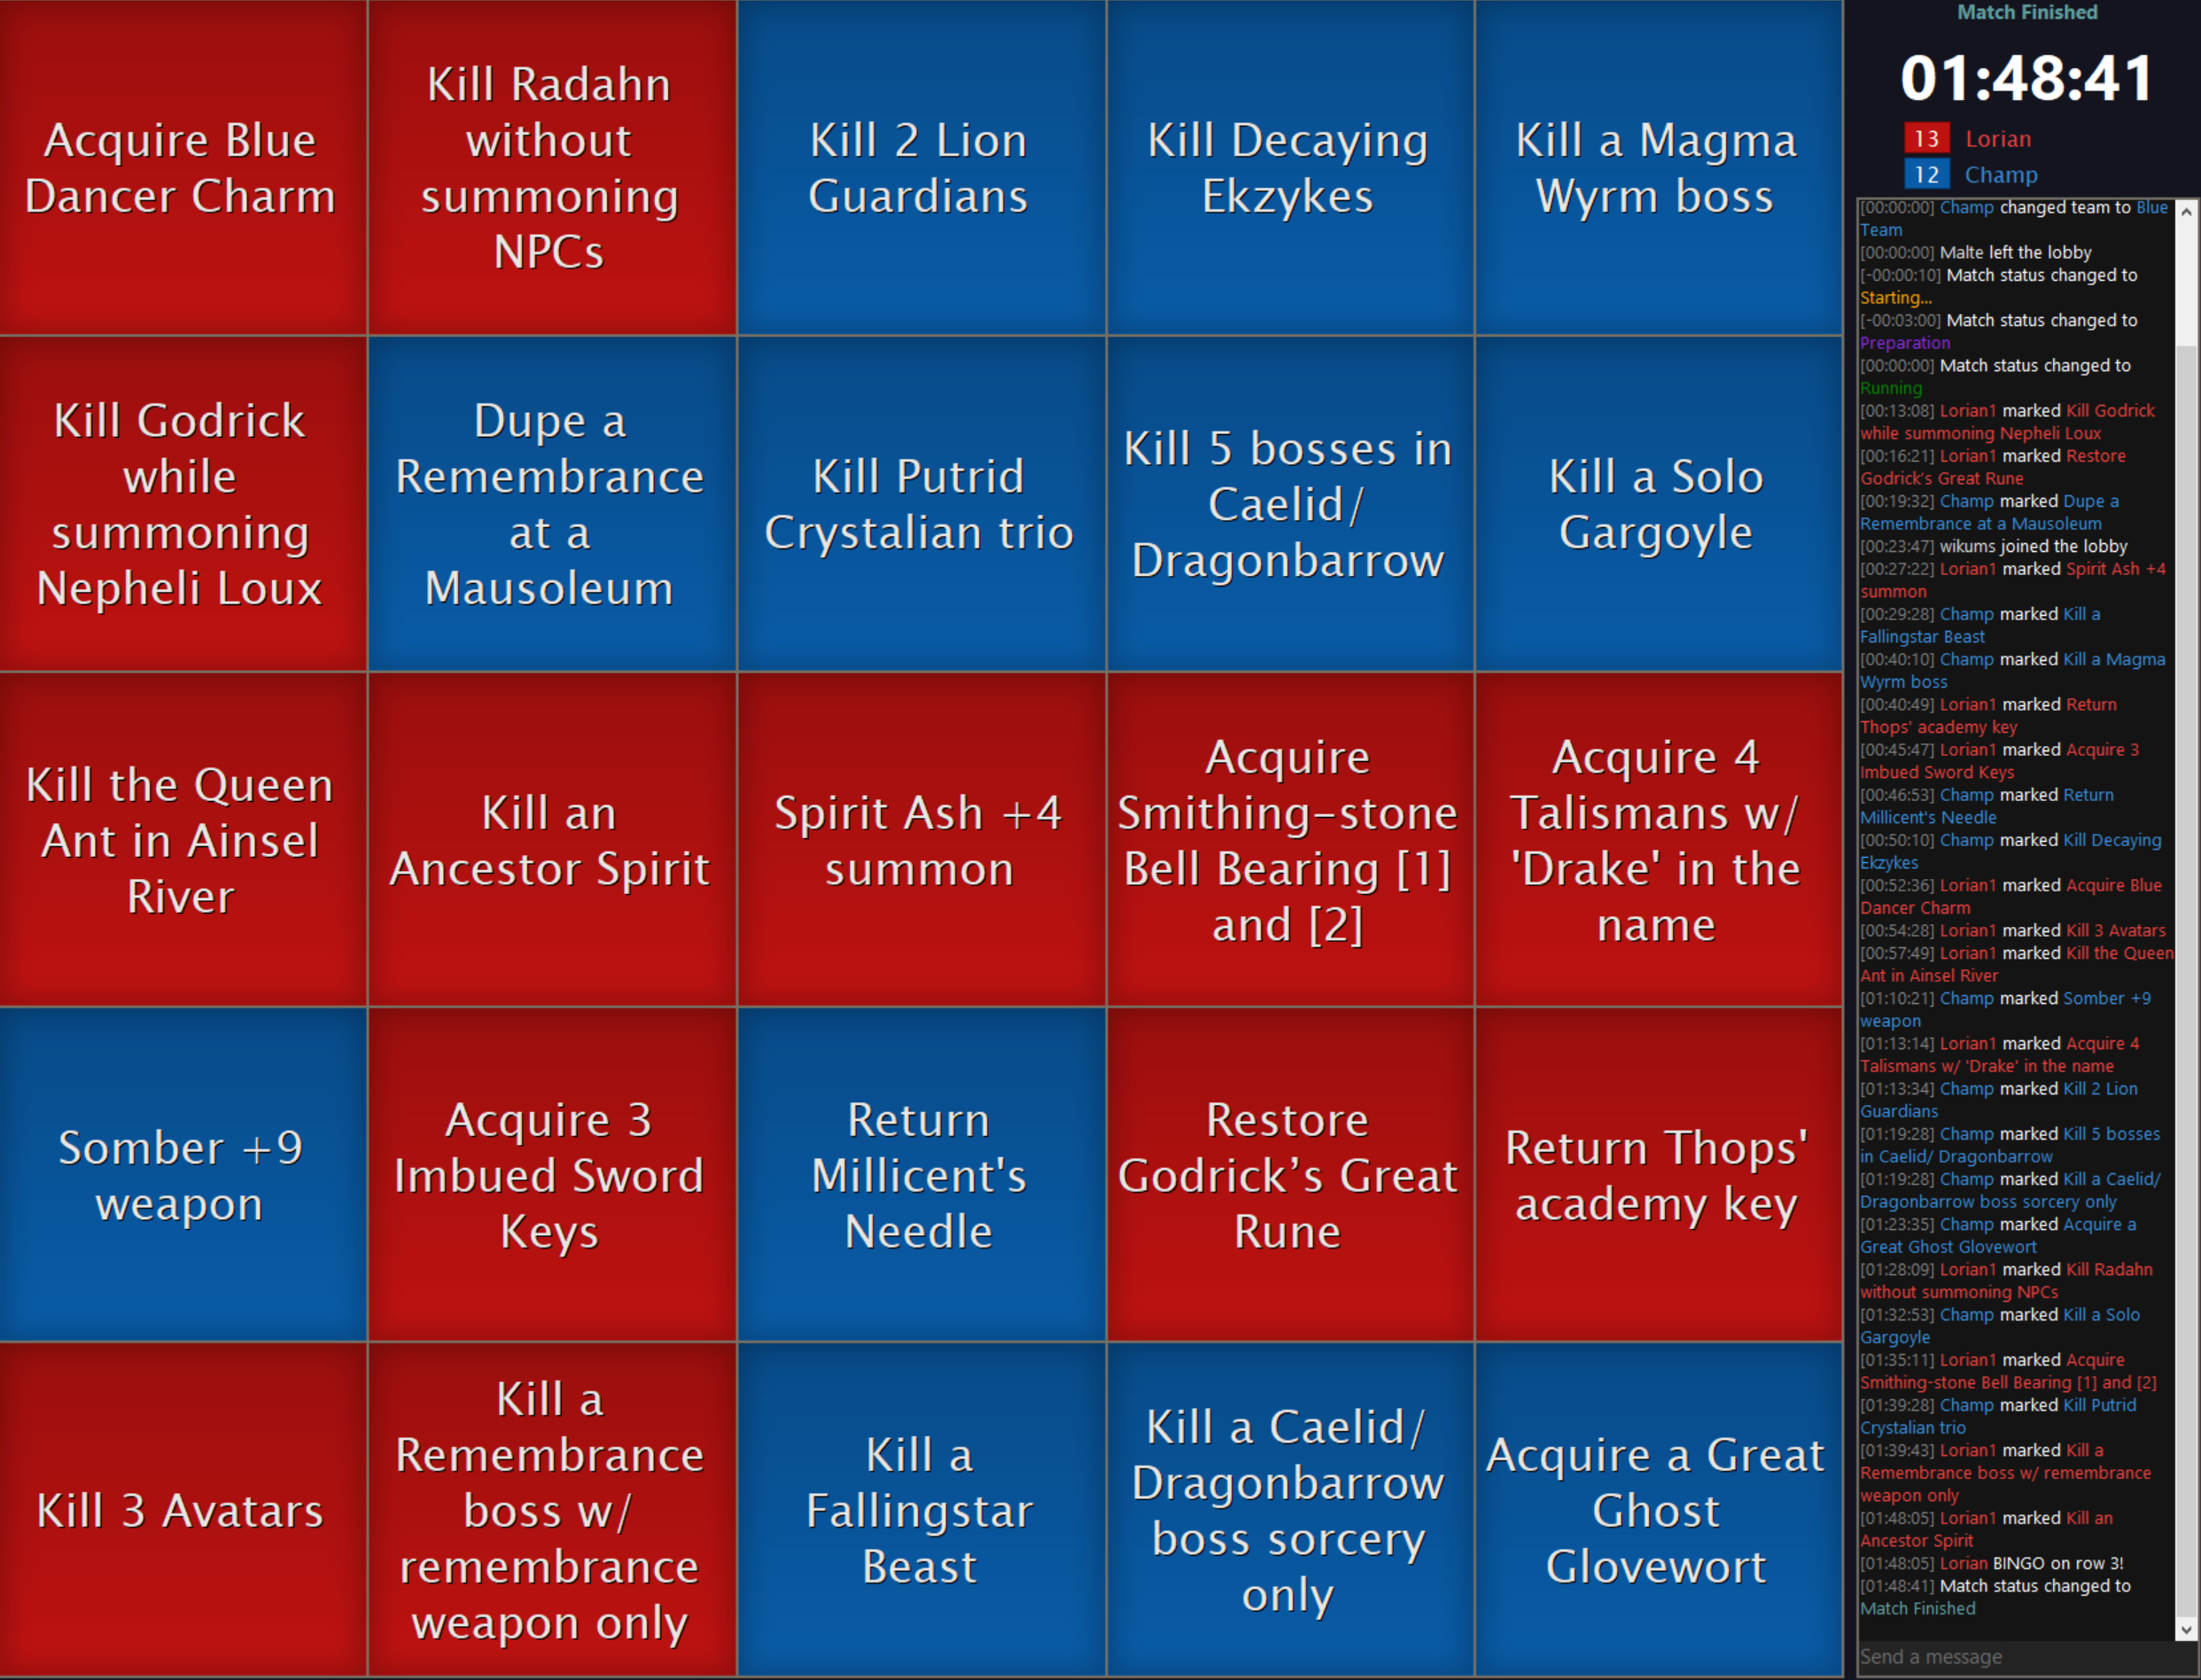 Acquire Blue
Dancer Charm
Kill Radahn
without
summoning
NPCs
Kill 2 Lion
Guardians
Kill Decaying
Ekzykes
Kill a Magma
Wyrm boss
Kill Godrick
while
summoning
Nepheli Loux
Dupe a
Remembrance
at a
Mausoleum
Kill Putrid
Crystalian trio
Kill 5 bosses in
Caelid/
Dragonbarrow
Kill a Solo
Gargoyle
Kill the Queen
Ant in Ainsel
River
Kill an
Ancestor Spirit
Spirit Ash +4
summon
Acquire
Smithing-stone
Bell Bearing [1]
and [2]
Acquire 4
Talismans w/
'Drake' in the
name
Somber +9
weapon
Acquire 3
Imbued Sword
Keys
Return
Millicent's
Needle
Restore
Godrick’s Great
Rune
Return Thops'
academy key
Kill 3 Avatars
Kill a
Remembrance
boss w/
remembrance
weapon only
Kill a
Fallingstar
Beast
Kill a Caelid/
Dragonbarrow
boss sorcery
only
Acquire a Great
Ghost
Glovewort
Match Finished
01:48:41
13 Lorian
12 Champ
[00:00:00] Champ changed team to Blue
Team
[00:00:00] Malte left the lobby
[-00:00:10] Match status changed to
Starting...
[-00:03:00] Match status changed to
Preparation
[00:00:00] Match status changed to
Running
[00:13:08] Lorian1 marked Kill Godrick
while summoning Nepheli Loux
[00:16:21] Lorian1 marked Restore
Godrick's Great Rune
[00:19:32] Champ marked Dupe a
Remembrance at a Mausoleum
[00:23:47] wikums joined the lobby
[00:27:22] Lorian1 marked Spirit Ash +4
summon
[00:29:28] Champ marked Kill a
Fallingstar Beast
[00:40:10] Champ marked Kill a Magma
Wyrm boss
[00:40:49] Lorian1 marked Return
Thops' academy key
[00:45:47] Lorian1 marked Acquire 3
Imbued Sword Keys
[00:46:53] Champ marked Return
Millicent's Needle
[00:50:10] Champ marked Kill Decaying
Ekzykes
[00:52:36] Lorian1 marked Acquire Blue
Dancer Charm
[00:54:28] Lorian1 marked Kill 3 Avatars
[00:57:49] Lorian1 marked Kill the Queen
Ant in Ainsel River
[01:10:21] Champ marked Somber +9
weapon
[01:13:14] Lorian1 marked Acquire 4
Talismans w/ 'Drake' in the name
[01:13:34] Champ marked Kill 2 Lion
Guardians
[01:19:28] Champ marked Kill 5 bosses
in Caelid/ Dragonbarrow
[01:19:28] Champ marked Kill a Caelid/
Dragonbarrow boss sorcery only
[01:23:35] Champ marked Acquire a
Great Ghost Glovewort
[01:28:09] Lorian1 marked Kill Radahn
without summoning NPCs
[01:32:53] Champ marked Kill a Solo
Gargoyle
[01:35:11] Lorian1 marked Acquire
Smithing-stone Bell Bearing [1] and [2]
[01:39:28] Champ marked Kill Putrid
Crystalian trio
[01:39:43] Lorian1 marked Kill a
Remembrance boss w/ remembrance
weapon only
[01:48:05] Lorian1 marked Kill an
Ancestor Spirit
[01:48:05] Lorian BINGO on row 3!
[01:48:41] Match status changed to
Match Finished
Send a message